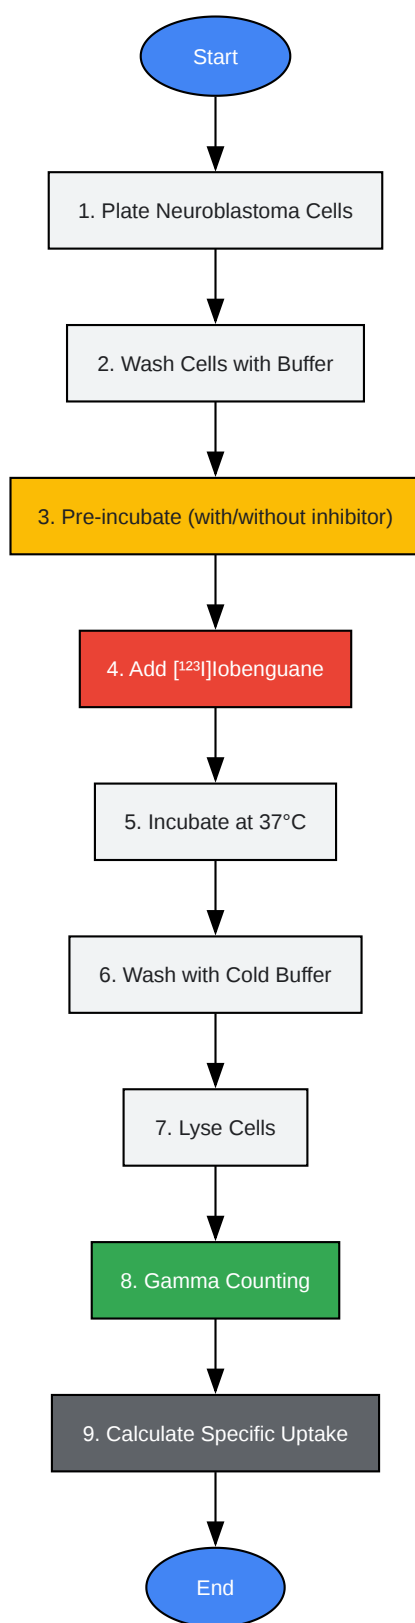 Start
1. Plate Neuroblastoma Cells
2. Wash Cells with Buffer
3. Pre-incubate (with/without inhibitor)
4. Add [¹²³I]Iobenguane
5. Incubate at 37°C
6. Wash with Cold Buffer
7. Lyse Cells
8. Gamma Counting
9. Calculate Specific Uptake
End